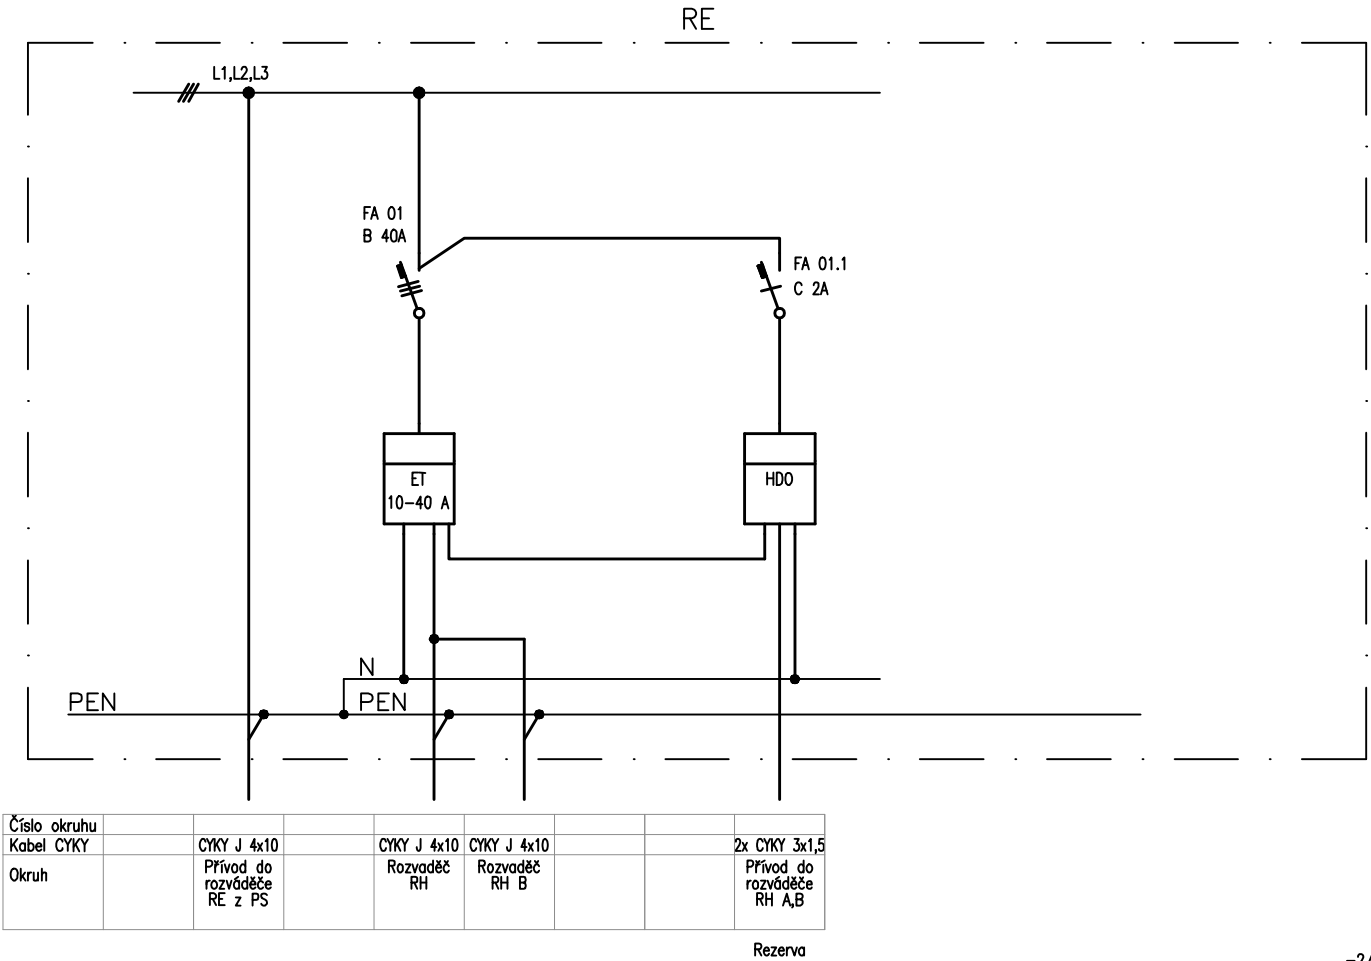 RE
L1,L2,L3
FA 01
B 40A
FA 01.1
C 2A
ET
10-40 A
HDO
N
PEN
PEN
Číslo okruhu
Kabel CYKY
CYKY J 4x10
CYKY J 4x10
CYKY J 4x10
2x CYKY 3x1,5
Okruh
Přívod do
rozváděče
RE z PS
Rozvaděč
RH
Rozvaděč
RH B
Přívod do
rozváděče
RH A,B
Rezerva